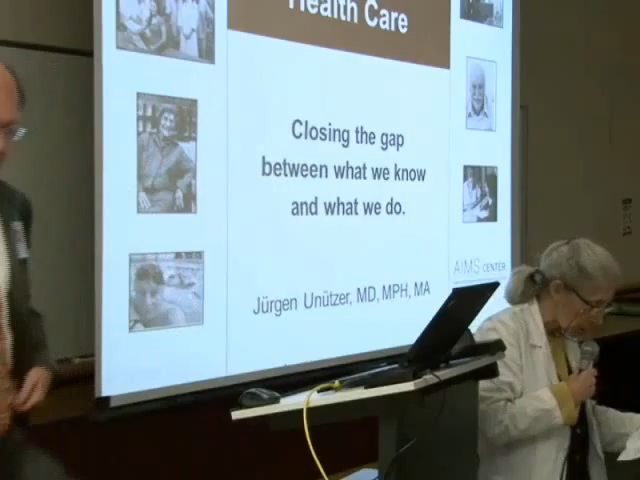 Health Care
Closing the gap
between what we know
and what we do.
AIMS CENTER
Jürgen Unützer, MD, MPH, MA